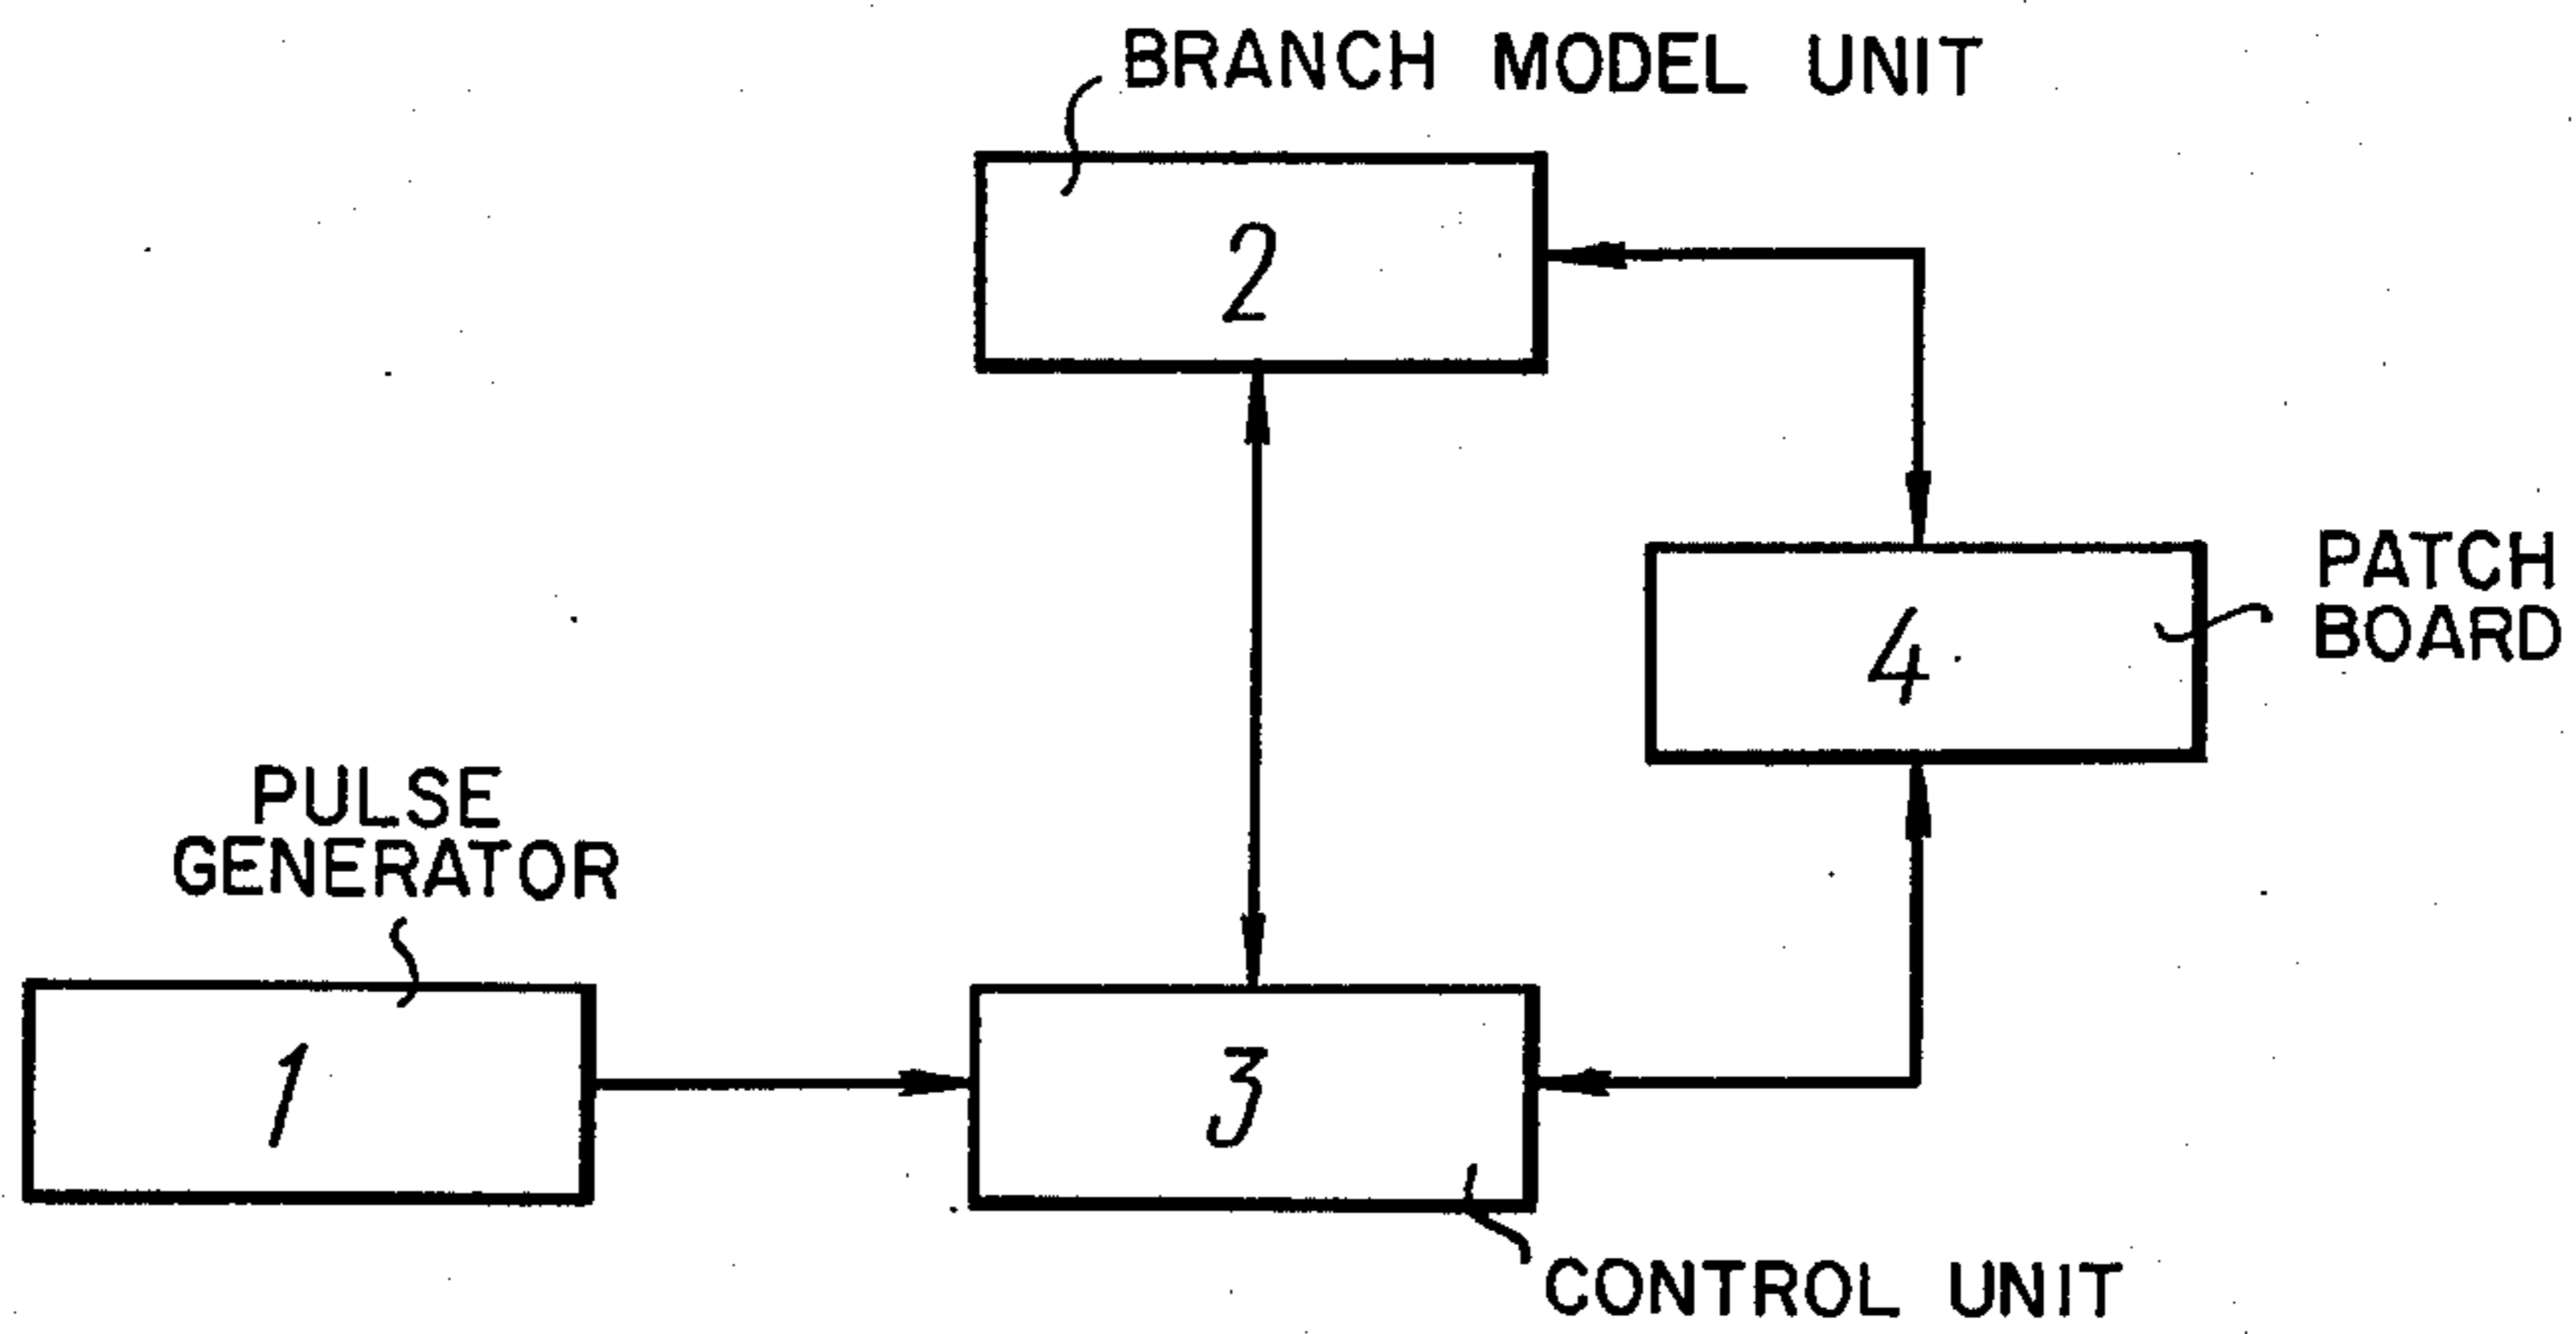 BRANCH MODEL UNIT
2
PATCH
BOARD
4
PULSE
GENERATOR
1
3
CONTROL UNIT